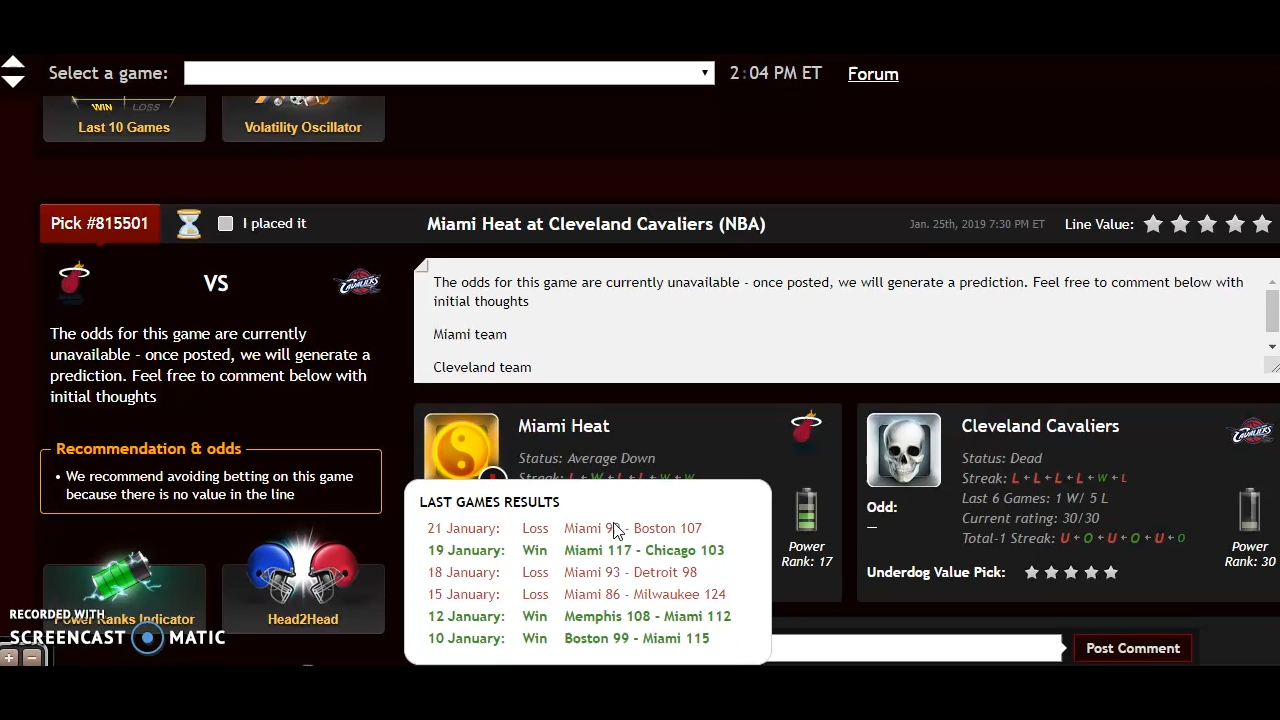 Select a game:
2:04 PM ET
Forum
WIN LOSS
Last 10 Games
Volatility Oscillator
Pick #815501
I placed it
Miami Heat at Cleveland Cavaliers (NBA)
Jan. 25th, 2019 7:30 PM ET
Line Value:
VS
CAVALIERS
The odds for this game are currently
unavailable - once posted, we will generate a
prediction. Feel free to comment below with
initial thoughts
The odds for this game are currently unavailable - once posted, we will generate a prediction. Feel free to comment below with
initial thoughts
Miami team
Cleveland team
Recommendation & odds
• We recommend avoiding betting on this game
because there is no value in the line
Power Ranks Indicator
Head2Head
Miami Heat
Status: Average Down
Streak: L + W + L + L + W + W
Power
Rank: 17
LAST GAMES RESULTS
21 January: Loss Miami - Boston 107
19 January: Win Miami 117 - Chicago 103
18 January: Loss Miami 93 - Detroit 98
15 January: Loss Miami 86 - Milwaukee 124
12 January: Win Memphis 108 - Miami 112
10 January: Win Boston 99 - Miami 115
Cleveland Cavaliers
CAVALIERS
Status: Dead
Streak: L + L + L + L + W + L
Last 6 Games: 1 W/ 5 L
Current rating: 30/30
Total-1 Streak: U + O + U + O + U + O
Odd:
—
Underdog Value Pick:
Power
Rank: 30
Post Comment
RECORDED WITH
SCREENCAST MATIC